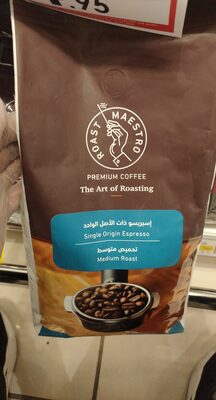 .95
ROAST MAESTRO
PREMIUM COFFEE
The Art of Roasting
إسبريسو ذات الأصل الواحد
Single Origin Espresso
تحميص متوسط
Medium Roast